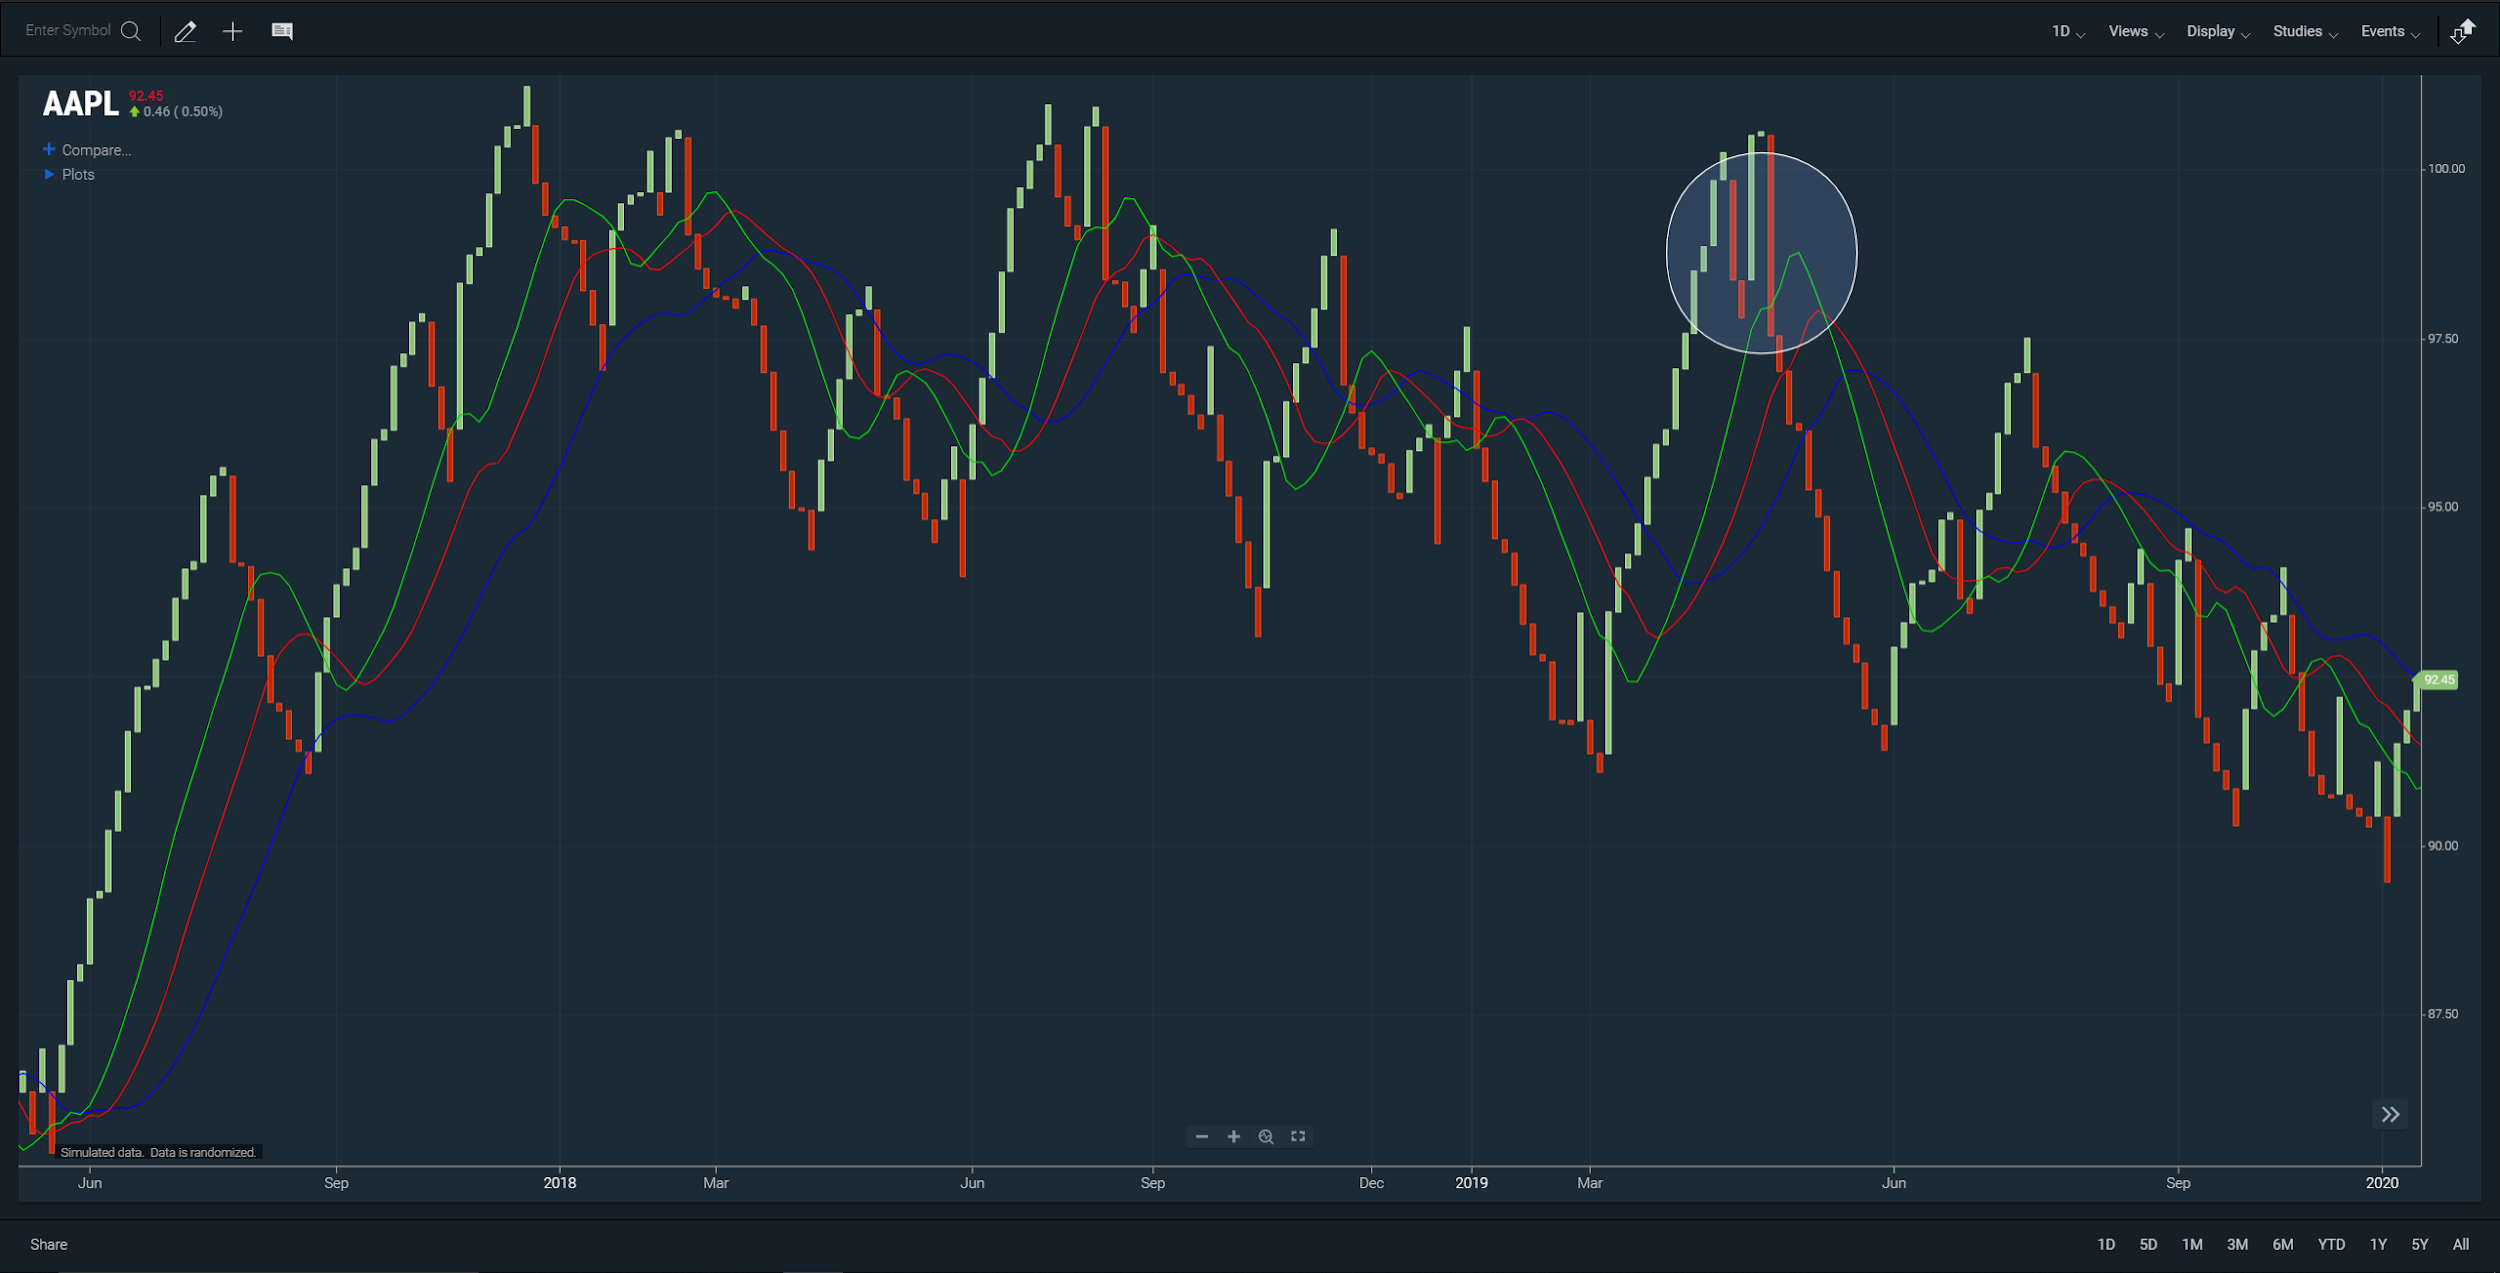 Enter Symbol
1D Views Display Studies Events
AAPL 92.45
0.46 ( 0.50%)
Compare...
Plots
100.00
97.50
95.00
92.45
90.00
87.50
Simulated data. Data is randomized.
Jun Sep 2018 Mar Jun Sep Dec 2019 Mar Jun Sep 2020
Share
1D 5D 1M 3M 6M YTD 1Y 5Y All